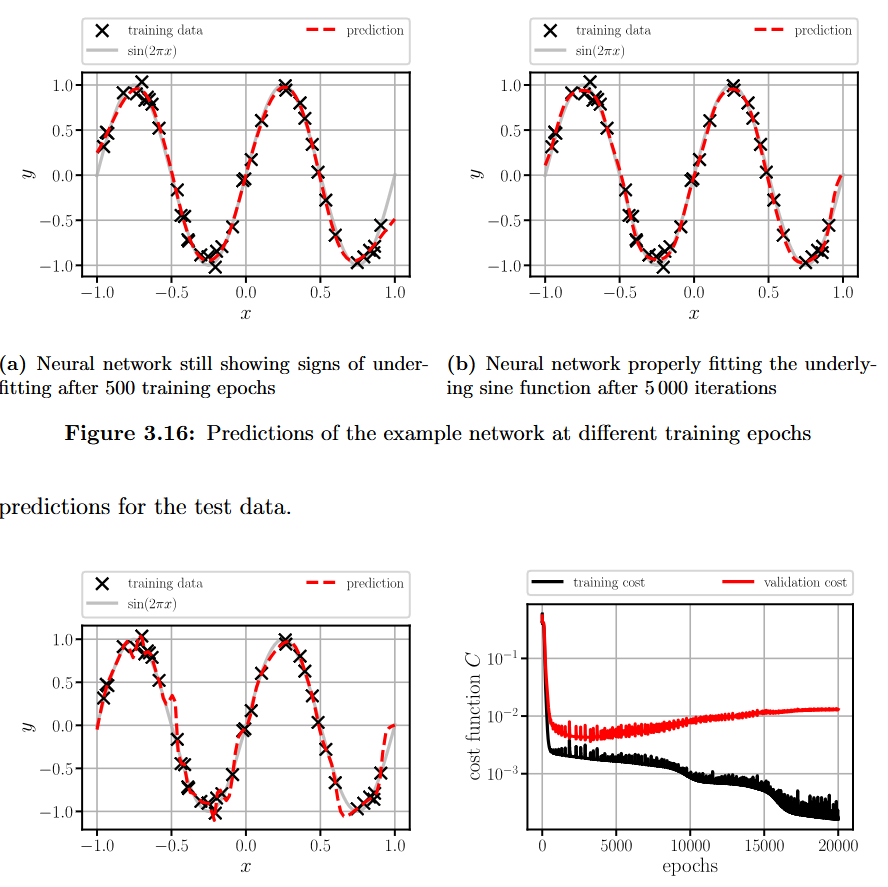 training data
prediction
sin(2πx)
1.0
0.5
0.0
−0.5
−1.0
y
−1.0 −0.5 0.0 0.5 1.0
x
training data
prediction
sin(2πx)
1.0
0.5
0.0
−0.5
−1.0
y
−1.0 −0.5 0.0 0.5 1.0
x
(a) Neural network still showing signs of under-
fitting after 500 training epochs
(b) Neural network properly fitting the underly-
ing sine function after 5 000 iterations
Figure 3.16: Predictions of the example network at different training epochs
predictions for the test data.
training data
prediction
sin(2πx)
1.0
0.5
0.0
−0.5
−1.0
y
−1.0 −0.5 0.0 0.5 1.0
x
training cost
validation cost
10⁻¹
10⁻²
10⁻³
cost function C
0 5000 10000 15000 20000
epochs